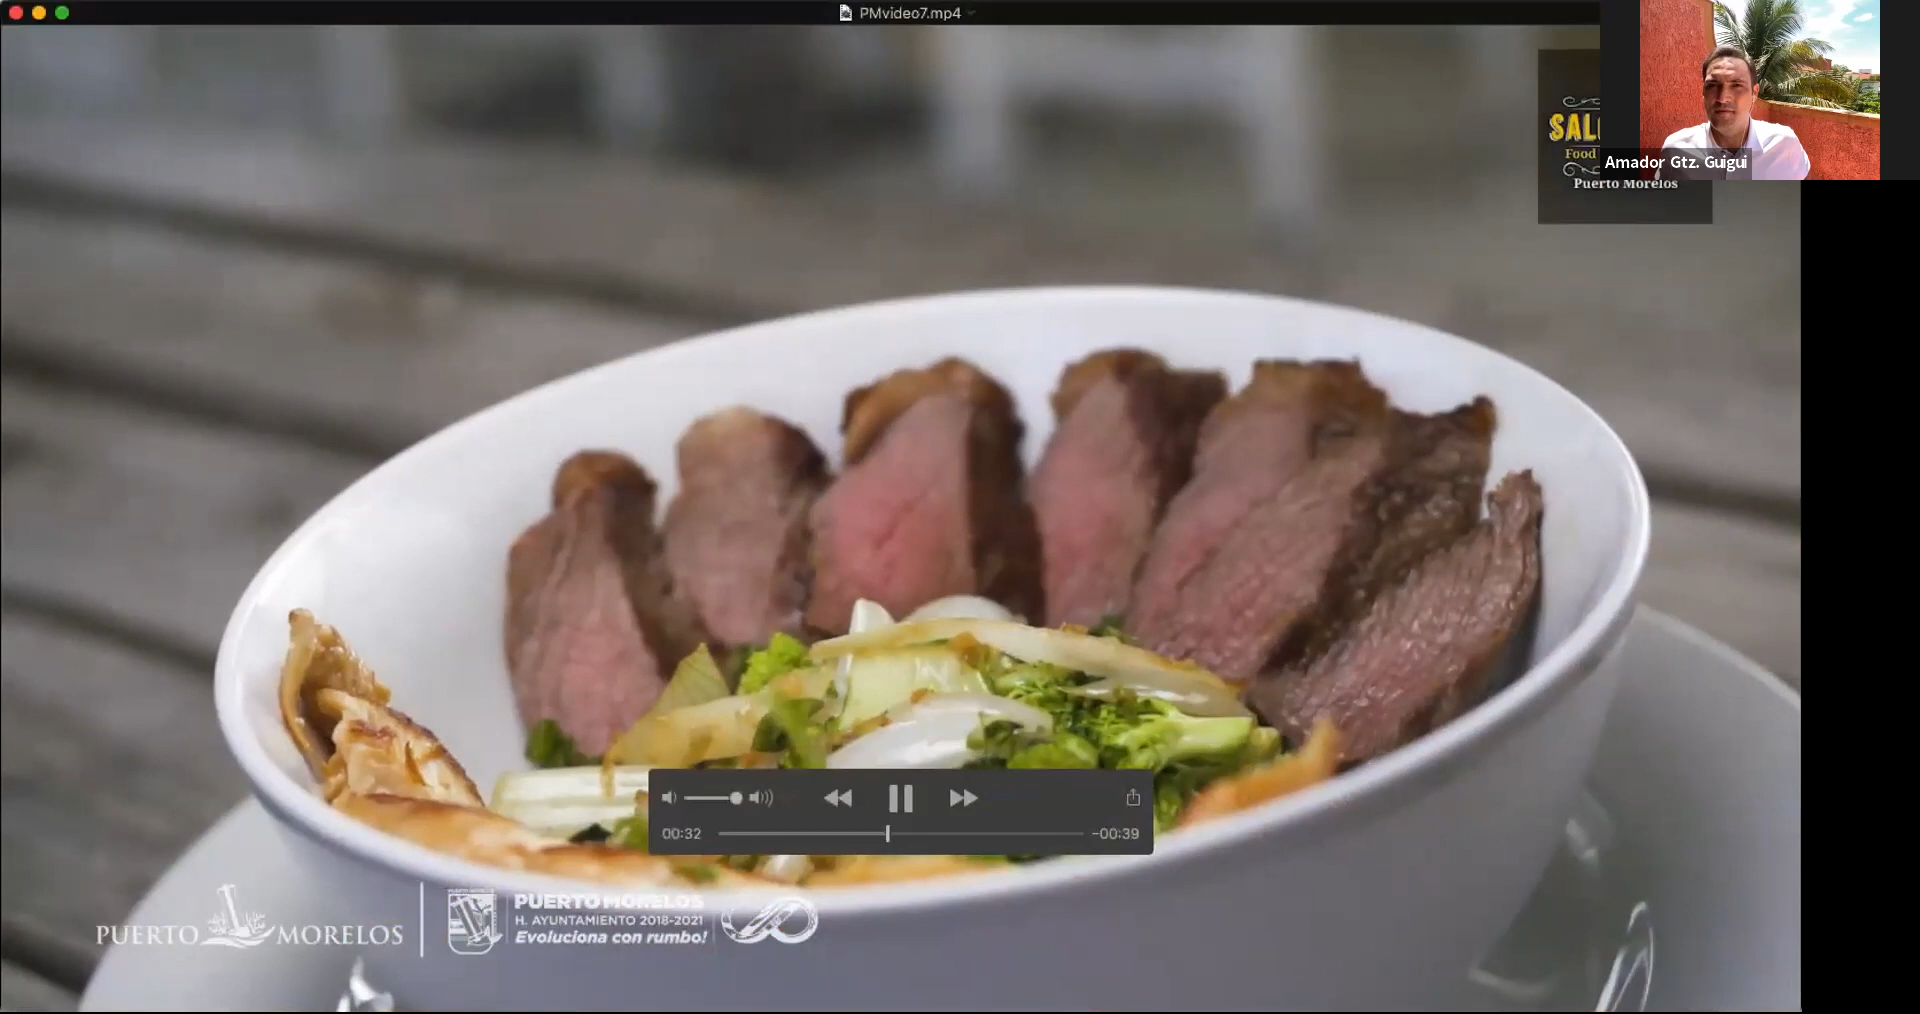 PMvideo7.mp4
Food
Puerto Morelos
Amador Gtz. Guigui
00:32
-00:39
PUERTO MORELOS
PUERTO MORELOS
H. AYUNTAMIENTO 2018-2021
Evoluciona con rumbo!